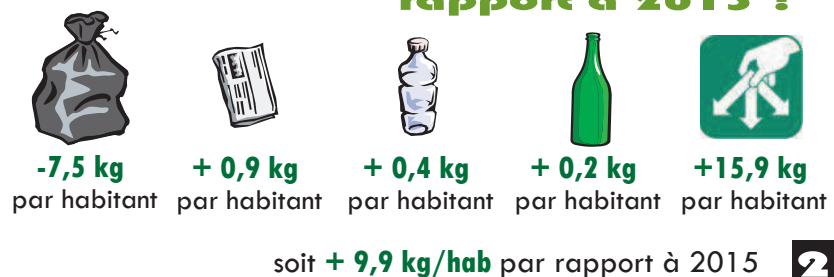 rapport à 2015 ?
-7,5 kg + 0,9 kg + 0,4 kg + 0,2 kg +15,9 kg
par habitant par habitant par habitant par habitant par habitant
soit + 9,9 kg/hab par rapport à 2015
2